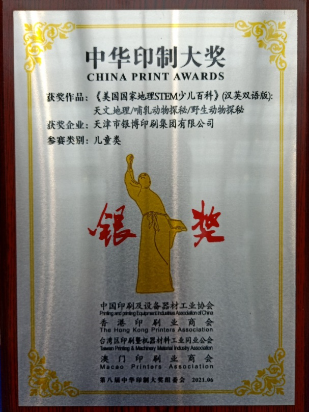 中华印制大奖
CHINA PRINT AWARDS
获奖作品：《美国国家地理STEM少儿百科》(汉英双语版):
天文.地理/哺乳动物探秘/野生动物探秘
获奖企业：天津市银博印刷集团有限公司
参赛类别：儿童类
银奖
中国印刷及设备器材工业协会
Printing and printing Equipment Industries Association of China
香港印刷业商会
The Hong Kong Printers Association
台湾区印刷暨机器材料工业同业公会
Taiwan Printing & Machinery Material Industry Association
澳门印刷业商会
Macao Printers Association
第八届中华印制大奖组委会 2021.06